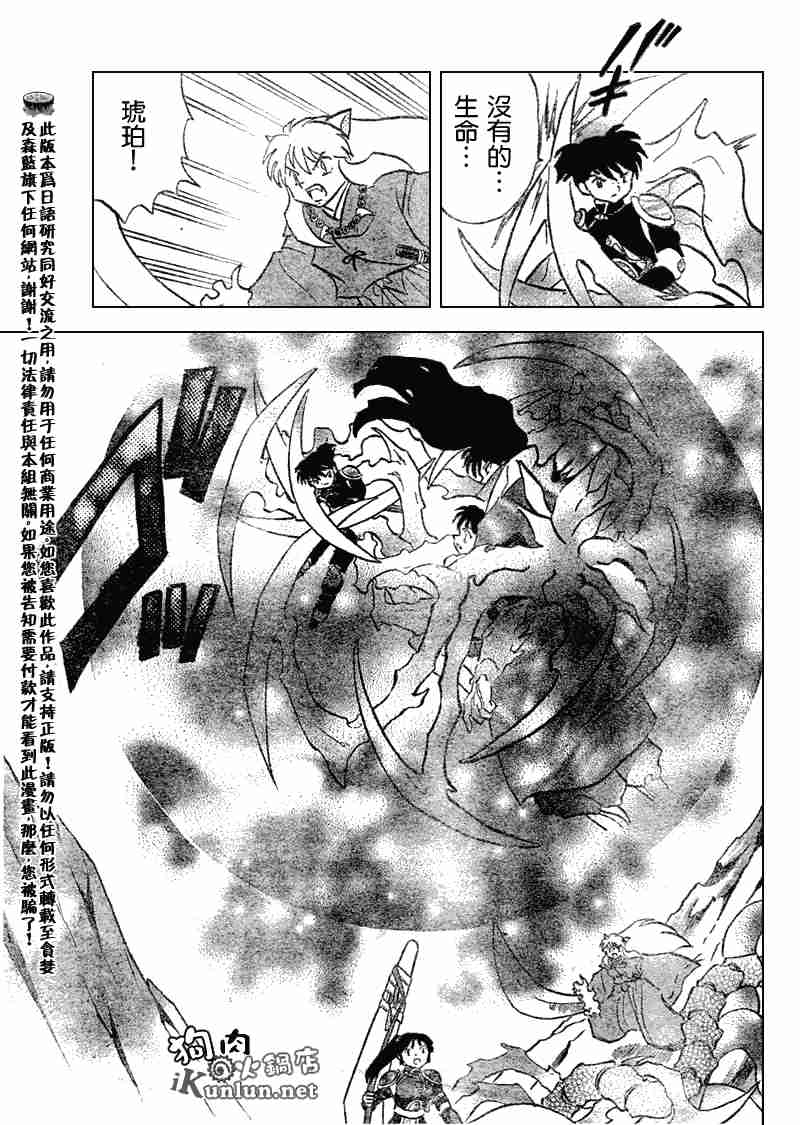 沒有的…
生命…
琥珀！
此版本爲日語研究同好交流之用，請勿用于任何商業用途。如您喜歡此作品，請支持正版！請勿以任何形式轉載至貪婪
及森藍旗下任何網站，謝謝！一切法律責任與本組無關。如果您被告知需要付款才能看到此漫畫，那麼，您被騙了！
狗肉
火鍋店
iKunlun.net